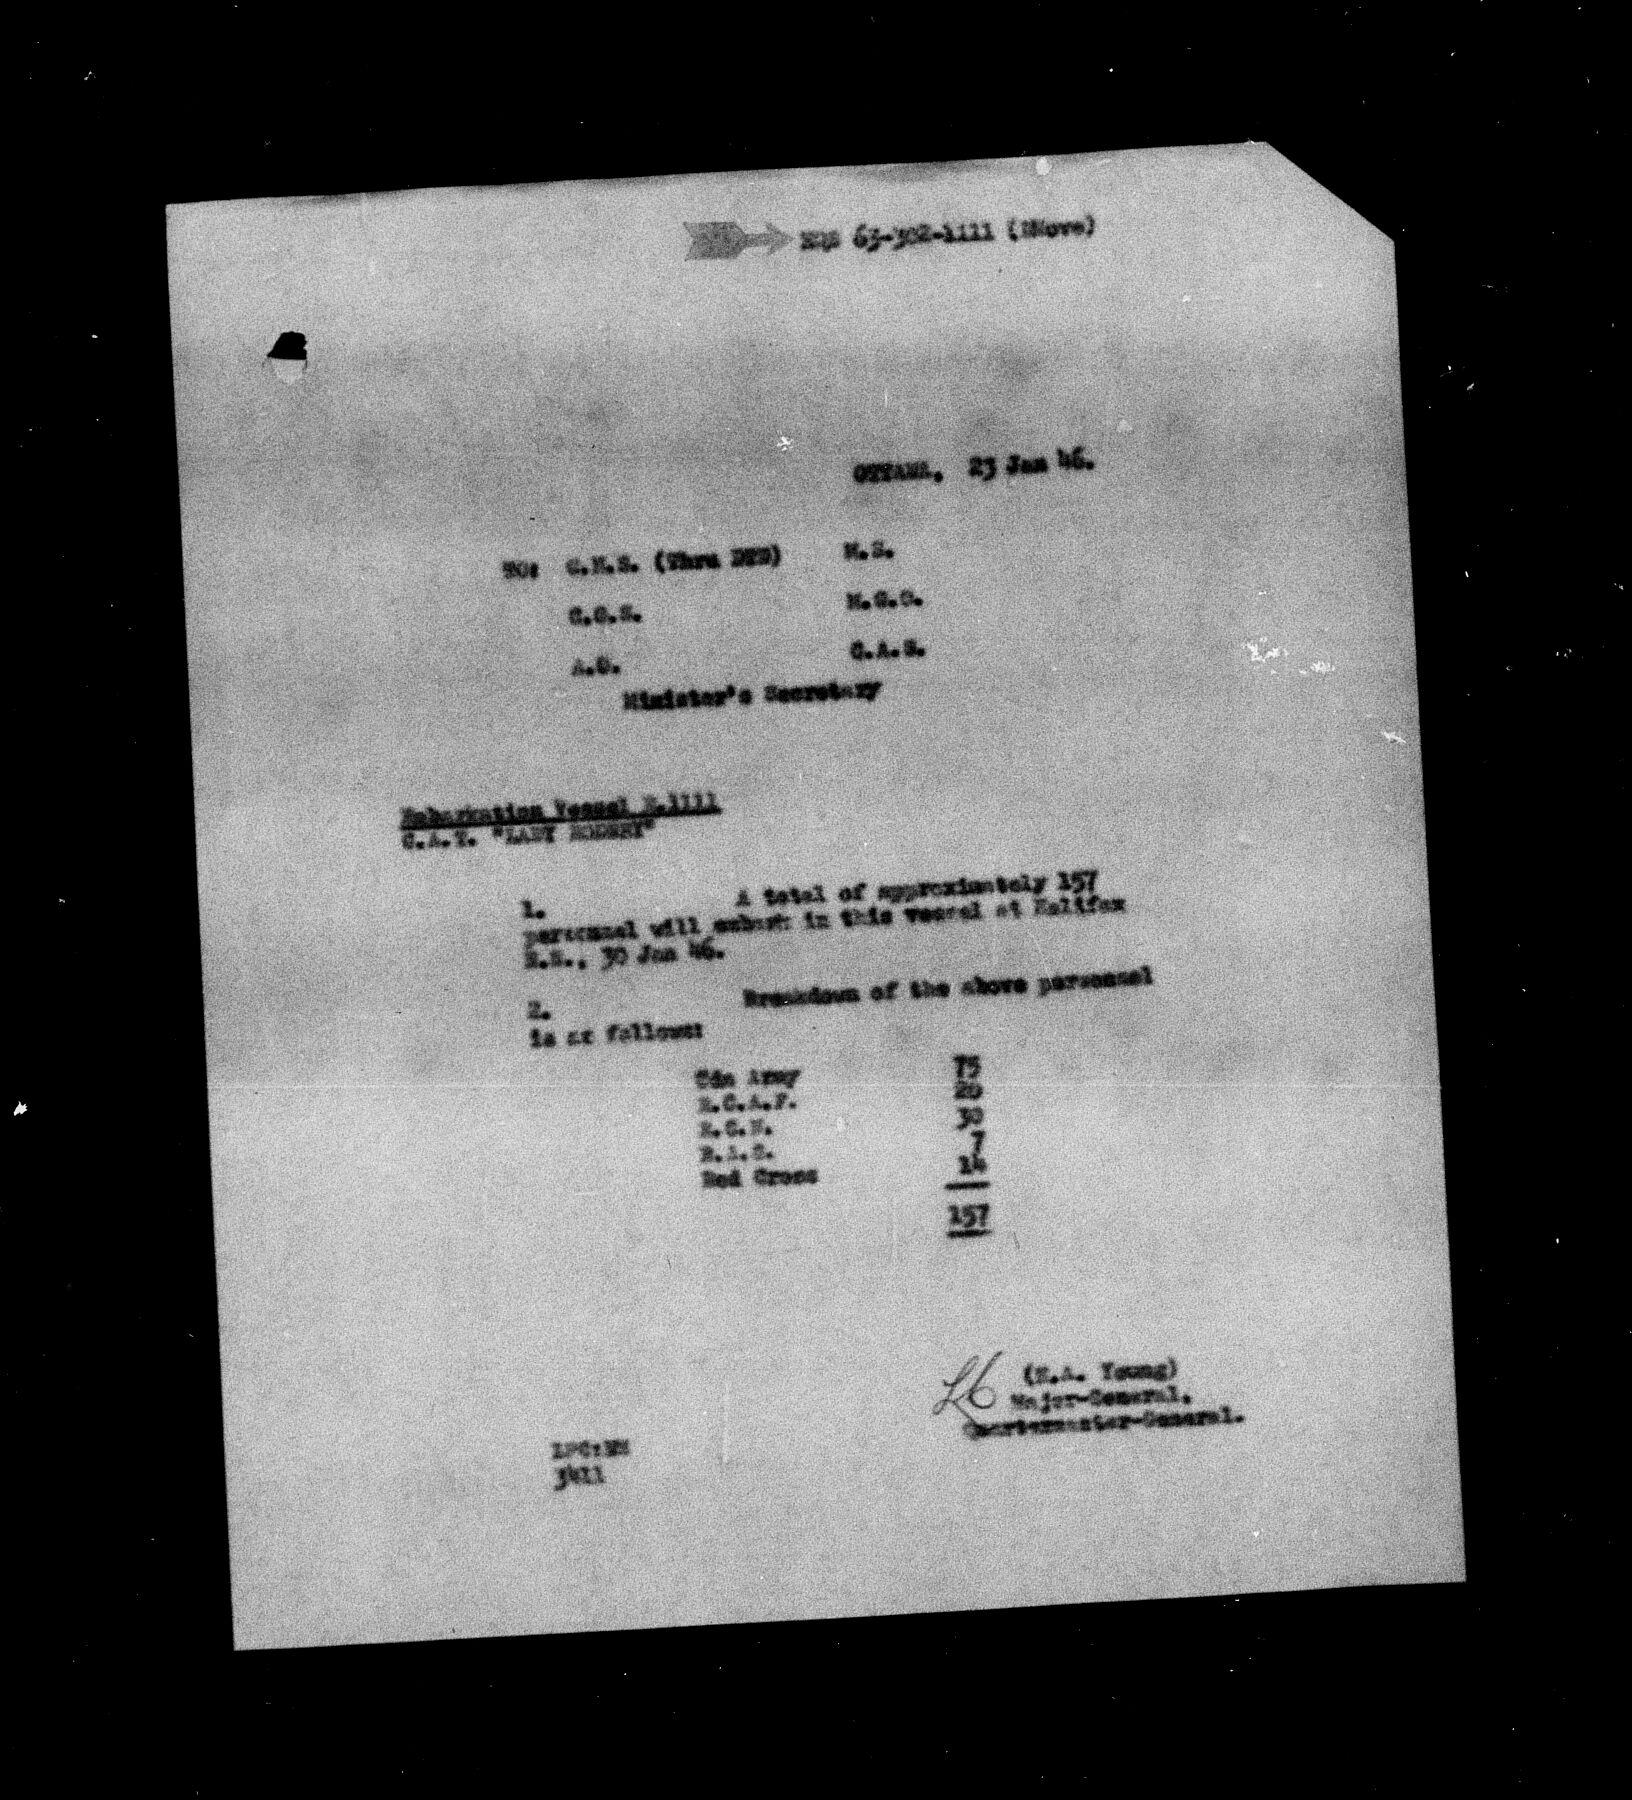 HQS 63-302-1111 (Move)
OTTAWA, 23 Jan 46.
TO: C.N.S. (Thru DTN) M.S.
C.G.S. M.G.O.
A.G. C.A.S.
Minister's Secretary
Embarkation Vessel E.1111
C.A.T. "LADY RODNEY"
1. A total of approximately 157
personnel will embark in this vessel at Halifax
N.S., 30 Jan 46.
2. Breakdown of the above personnel
is as follows:
Cdn Army 75
R.C.A.F. 20
R.C.N. 30
7
Red Cross 14
157
(H.A. Young)
Major-General,
Quartermaster-General.
3411